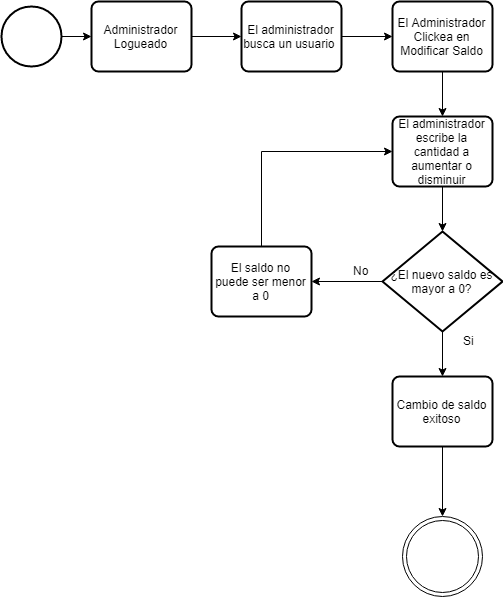 Administrador
Logueado
El administrador
busca un usuario
El Administrador
Clickea en
Modificar Saldo
El administrador
escribe la
cantidad a
aumentar o
disminuir
¿El nuevo saldo es
mayor a 0?
No
El saldo no
puede ser menor
a 0
Si
Cambio de saldo
exitoso